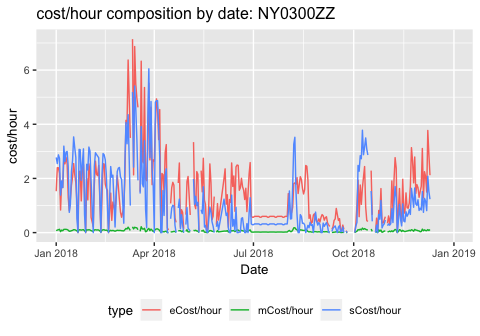 cost/hour composition by date: NY0300ZZ
cost/hour
6
4
2
0
Jan 2018 Apr 2018 Jul 2018 Oct 2018 Jan 2019
Date
type eCost/hour mCost/hour sCost/hour